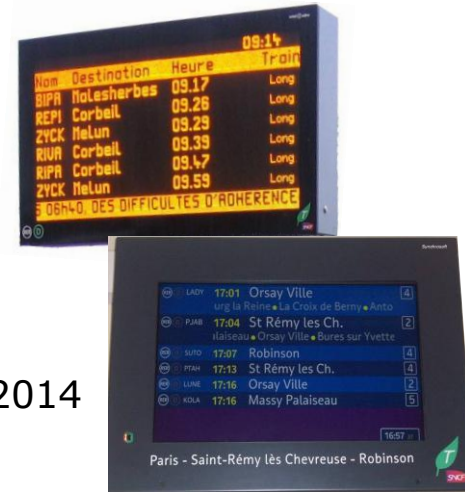 09:14
Nom Destination Heure Train
BIPA Malesherbes 09.17 Long
REPI Corbeil 09.26 Long
ZYCK Melun 09.29 Long
RIVA Corbeil 09.39 Long
RIPA Corbeil 09.47 Long
ZYCK Melun 09.59 Long
S 06h40, DES DIFFICULTES D'ADHERENCE
D
T
SNCF
2014
LADY 17:01 Orsay Ville 4
urg la Reine • La Croix de Berny • Anto
PJAB 17:04 St Rémy les Ch. 2
laiseau • Orsay Ville • Bures sur Yvette
SUTO 17:07 Robinson 4
PTAH 17:13 St Rémy les Ch. 4
LUNE 17:16 Orsay Ville 2
KOLA 17:16 Massy Palaiseau 5
16:57
Paris - Saint-Rémy lès Chevreuse - Robinson
T
SNCF